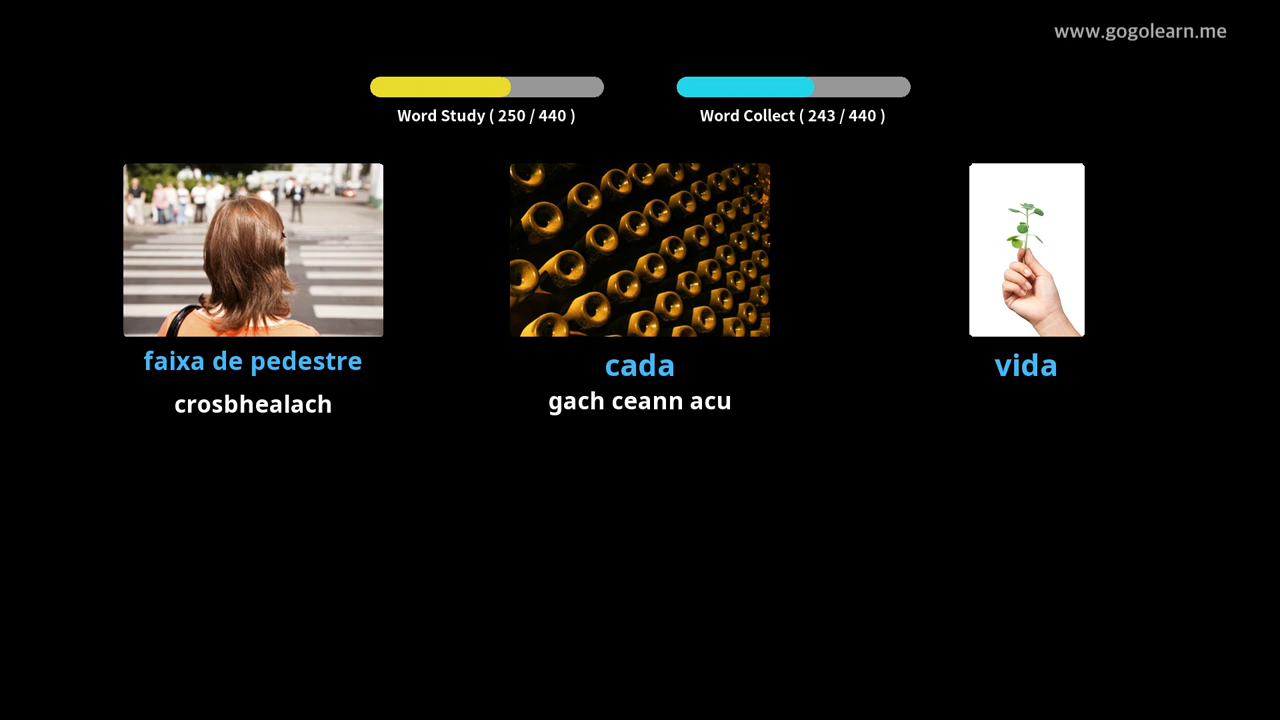 www.gogolearn.me
Word Study ( 250 / 440 )
Word Collect ( 243 / 440 )
faixa de pedestre
crosbhealach
cada
gach ceann acu
vida